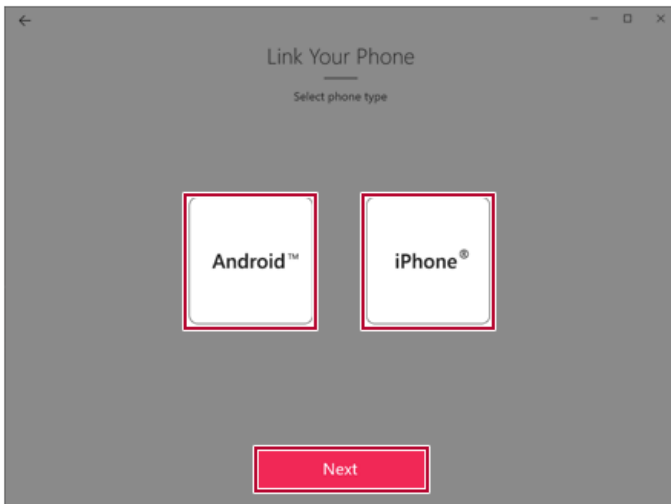 Link Your Phone
Select phone type
Android™
iPhone®
Next